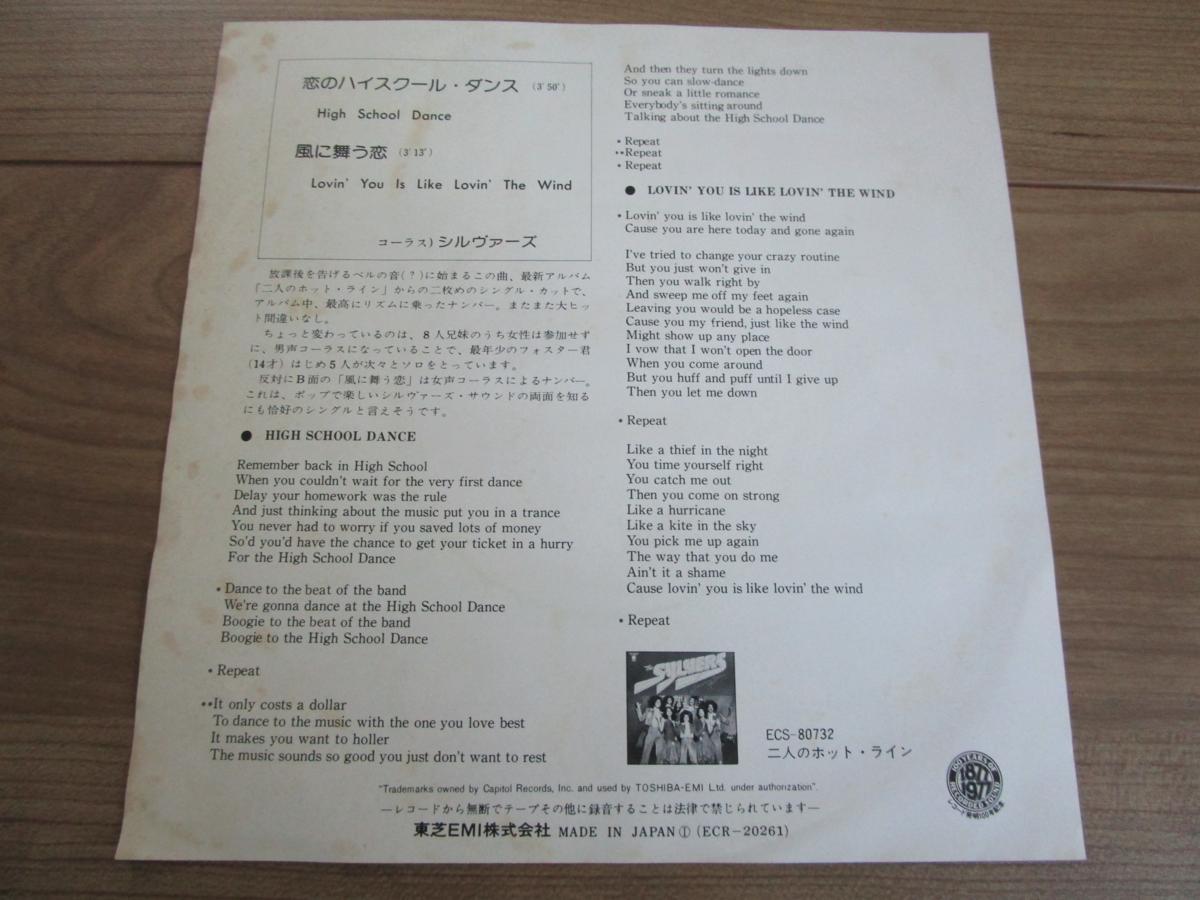 恋のハイスクール・ダンス (3'50')
High School Dance
風に舞う恋 (3'13')
Lovin' You Is Like Lovin' The Wind
コーラス) シルヴァーズ
放課後を告げるベルの音(?)に始まるこの曲、最新アルバム
「二人のホット・ライン」からの二枚めのシングル・カットで、
アルバム中、最高にリズムに乗ったナンバー。またまた大ヒッ
ト間違いなし。
ちょっと変わっているのは、8人兄妹のうち女性は参加せず
に、男声コーラスになっていることで、最年少のフォスター君
(14才) はじめ5人が次々とソロをとっています。
反対にB面の「風に舞う恋」は女声コーラスによるナンバー。
これは、ポップで楽しいシルヴァーズ・サウンドの両面を知る
にも恰好のシングルと言えそうです。
● HIGH SCHOOL DANCE
Remember back in High School
When you couldn't wait for the very first dance
Delay your homework was the rule
And just thinking about the music put you in a trance
You never had to worry if you saved lots of money
So'd you'd have the chance to get your ticket in a hurry
For the High School Dance
* Dance to the beat of the band
We're gonna dance at the High School Dance
Boogie to the beat of the band
Boogie to the High School Dance
* Repeat
**It only costs a dollar
To dance to the music with the one you love best
It makes you want to holler
The music sounds so good you just don't want to rest
And then they turn the lights down
So you can slow-dance
Or sneak a little romance
Everybody's sitting around
Talking about the High School Dance
* Repeat
**Repeat
* Repeat
● LOVIN' YOU IS LIKE LOVIN' THE WIND
* Lovin' you is like lovin' the wind
Cause you are here today and gone again
I've tried to change your crazy routine
But you just won't give in
Then you walk right by
And sweep me off my feet again
Leaving you would be a hopeless case
Cause you my friend, just like the wind
Might show up any place
I vow that I won't open the door
When you come around
But you huff and puff until I give up
Then you let me down
* Repeat
Like a thief in the night
You time yourself right
You catch me out
Then you come on strong
Like a hurricane
Like a kite in the sky
You pick me up again
The way that you do me
Ain't it a shame
Cause lovin' you is like lovin' the wind
* Repeat
THE SYLVERS
ECS-80732
二人のホット・ライン
100 YEARS OF
1877
1977
RECORDED SOUND
レコード発明100年記念
"Trademarks owned by Capitol Records, Inc. and used by TOSHIBA-EMI Ltd. under authorization".
―レコードから無断でテープその他に録音することは法律で禁じられています―
東芝EMI株式会社 MADE IN JAPAN Ⓘ (ECR-20261)